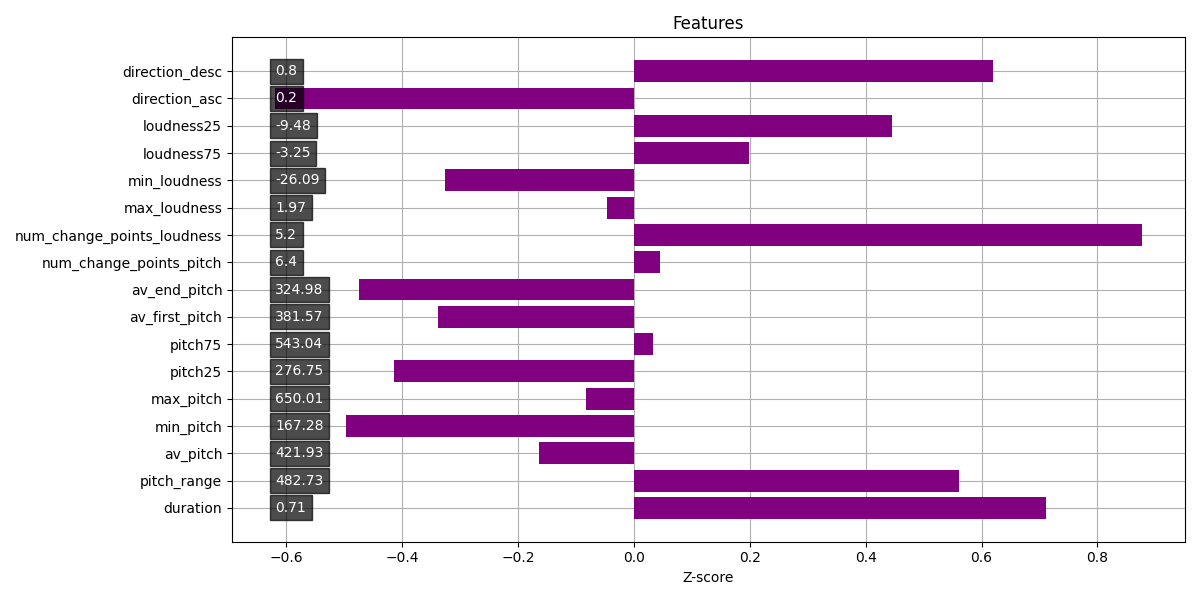 Features
direction_desc 0.8
direction_asc 0.2
loudness25 -9.48
loudness75 -3.25
min_loudness -26.09
max_loudness 1.97
num_change_points_loudness 5.2
num_change_points_pitch 6.4
av_end_pitch 324.98
av_first_pitch 381.57
pitch75 543.04
pitch25 276.75
max_pitch 650.01
min_pitch 167.28
av_pitch 421.93
pitch_range 482.73
duration 0.71
−0.6 −0.4 −0.2 0.0 0.2 0.4 0.6 0.8
Z-score